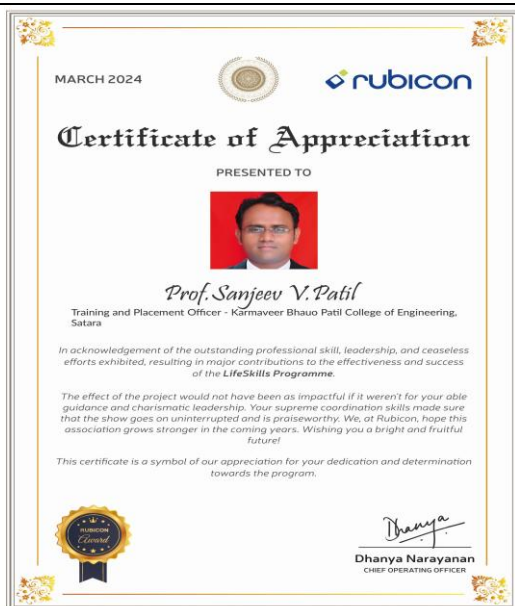 MARCH 2024
rubicon
Certificate of Appreciation
PRESENTED TO
Prof. Sanjeev V. Patil
Training and Placement Officer - Karmaveer Bhauo Patil College of Engineering,
Satara
In acknowledgement of the outstanding professional skill, leadership, and ceaseless
efforts exhibited, resulting in major contributions to the effectiveness and success
of the LifeSkills Programme.
The effect of the project would not have been as impactful if it weren't for your able
guidance and charismatic leadership. Your supreme coordination skills made sure
that the show goes on uninterrupted and is praiseworthy. We, at Rubicon, hope this
association grows stronger in the coming years. Wishing you a bright and fruitful
future!
This certificate is a symbol of our appreciation for your dedication and determination
towards the program.
RUBICON
Award
Dhanya
Dhanya Narayanan
CHIEF OPERATING OFFICER